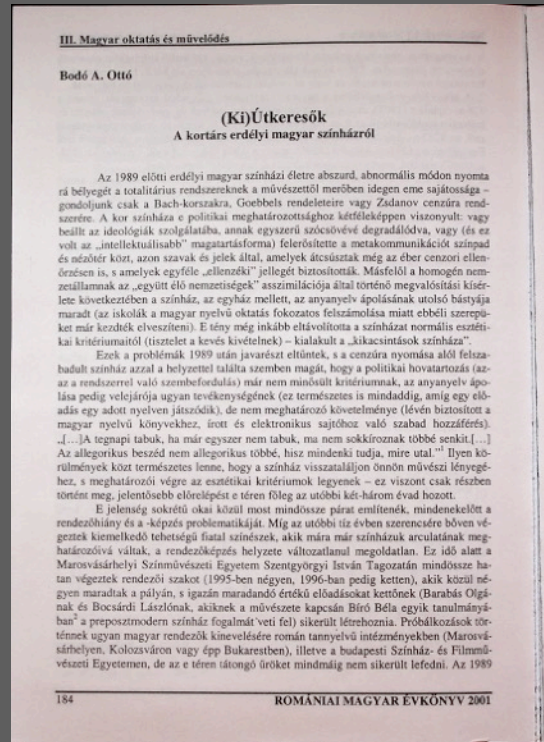 III. Magyar oktatás és művelődés
Bodó A. Ottó
(Ki)Útkeresők
A kortárs erdélyi magyar színházról
Az 1989 előtti erdélyi magyar színházi életre abszurd, abnormális módon nyomta
rá bélyegét a totalitárius rendszereknek a művészettől merőben idegen eme sajátossága –
gondoljunk csak a Bach-korszakra, Goebbels rendeleteire vagy Zsdanov cenzúra rend-
szerére. A kor színháza e politikai meghatározottsághoz kétféleképpen viszonyult: vagy
beállt az ideológiák szolgálatába, annak egyszerű szócsövévé degradálódva, vagy (és ez
volt az „intellektuálisabb” magatartásforma) felerősítette a metakommunikációt színpad
és nézőtér közt, azon szavak és jelek által, amelyek átcsúsztak még az éber cenzori ellen-
őrzésen is, s amelyek egyféle „ellenzéki” jellegét biztosították. Másfelől a homogén nem-
zetállamnak az „együtt élő nemzetiségek” asszimilációja által történő megvalósítási kísér-
lete következtében a színház, az egyház mellett, az anyanyelv ápolásának utolsó bástyája
maradt (az iskolák a magyar nyelvű oktatás fokozatos felszámolása miatt ebbéli szerepü-
ket már kezdték elveszíteni). E tény még inkább eltávolította a színházat normális esztéti-
kai kritériumaitól (tisztelet a kevés kivételnek) – kialakult a „kikacsintások színháza”.
Ezek a problémák 1989 után javarészt eltűntek, s a cenzúra nyomása alól felsza-
badult színház azzal a helyzettel találta szemben magát, hogy a politikai hovatartozás (az-
az a rendszerrel való szembefordulás) már nem minősült kritériumnak, az anyanyelv ápo-
lása pedig velejárója ugyan tevékenységének (ez természetes is mindaddig, amíg egy elő-
adás egy adott nyelven játszódik), de nem meghatározó követelménye (lévén biztosított a
magyar nyelvű könyvekhez, írott és elektronikus sajtóhoz való szabad hozzáférés).
„[...]A tegnapi tabuk, ha már egyszer nem tabuk, ma nem sokkíroznak többé senkit.[...]
Az allegorikus beszéd nem allegorikus többé, hisz mindenki tudja, mire utal.”¹ Ilyen kö-
rülmények közt természetes lenne, hogy a színház visszataláljon önnön művészi lényegé-
hez, s meghatározói végre az esztétikai kritériumok legyenek – ez viszont csak részben
történt meg, jelentősebb előrelépést e téren főleg az utóbbi két-három évad hozott.
E jelenség sokrétű okai közül most mindössze párat említenék, mindenekelőtt a
rendezőhiány és a -képzés problematikáját. Míg az utóbbi tíz évben szerencsére bőven vé-
geztek kiemelkedő tehetségű fiatal színészek, akik mára már színházuk arculatának meg-
határozóivá váltak, a rendezőképzés helyzete változatlanul megoldatlan. Ez idő alatt a
Marosvásárhelyi Színművészeti Egyetem Szentgyörgyi István Tagozatán mindössze ha-
tan végeztek rendezői szakot (1995-ben négyen, 1996-ban pedig ketten), akik közül né-
gyen maradtak a pályán, s igazán maradandó értékű előadásokat kettőnek (Barabás Olgá-
nak és Bocsárdi Lászlónak, akiknek a művészete kapcsán Bíró Béla egyik tanulmányá-
ban² a preposztmodern színház fogalmát veti fel) sikerült létrehoznia. Próbálkozások tör-
ténnek ugyan magyar rendezők kinevelésére román tannyelvű intézményekben (Marosvá-
sárhelyen, Kolozsváron vagy épp Bukarestben), illetve a budapesti Színház- és Filmmű-
vészeti Egyetemen, de az e téren tátongó űröket mindmáig nem sikerült lefedni. Az 1989
184
ROMÁNIAI MAGYAR ÉVKÖNYV 2001